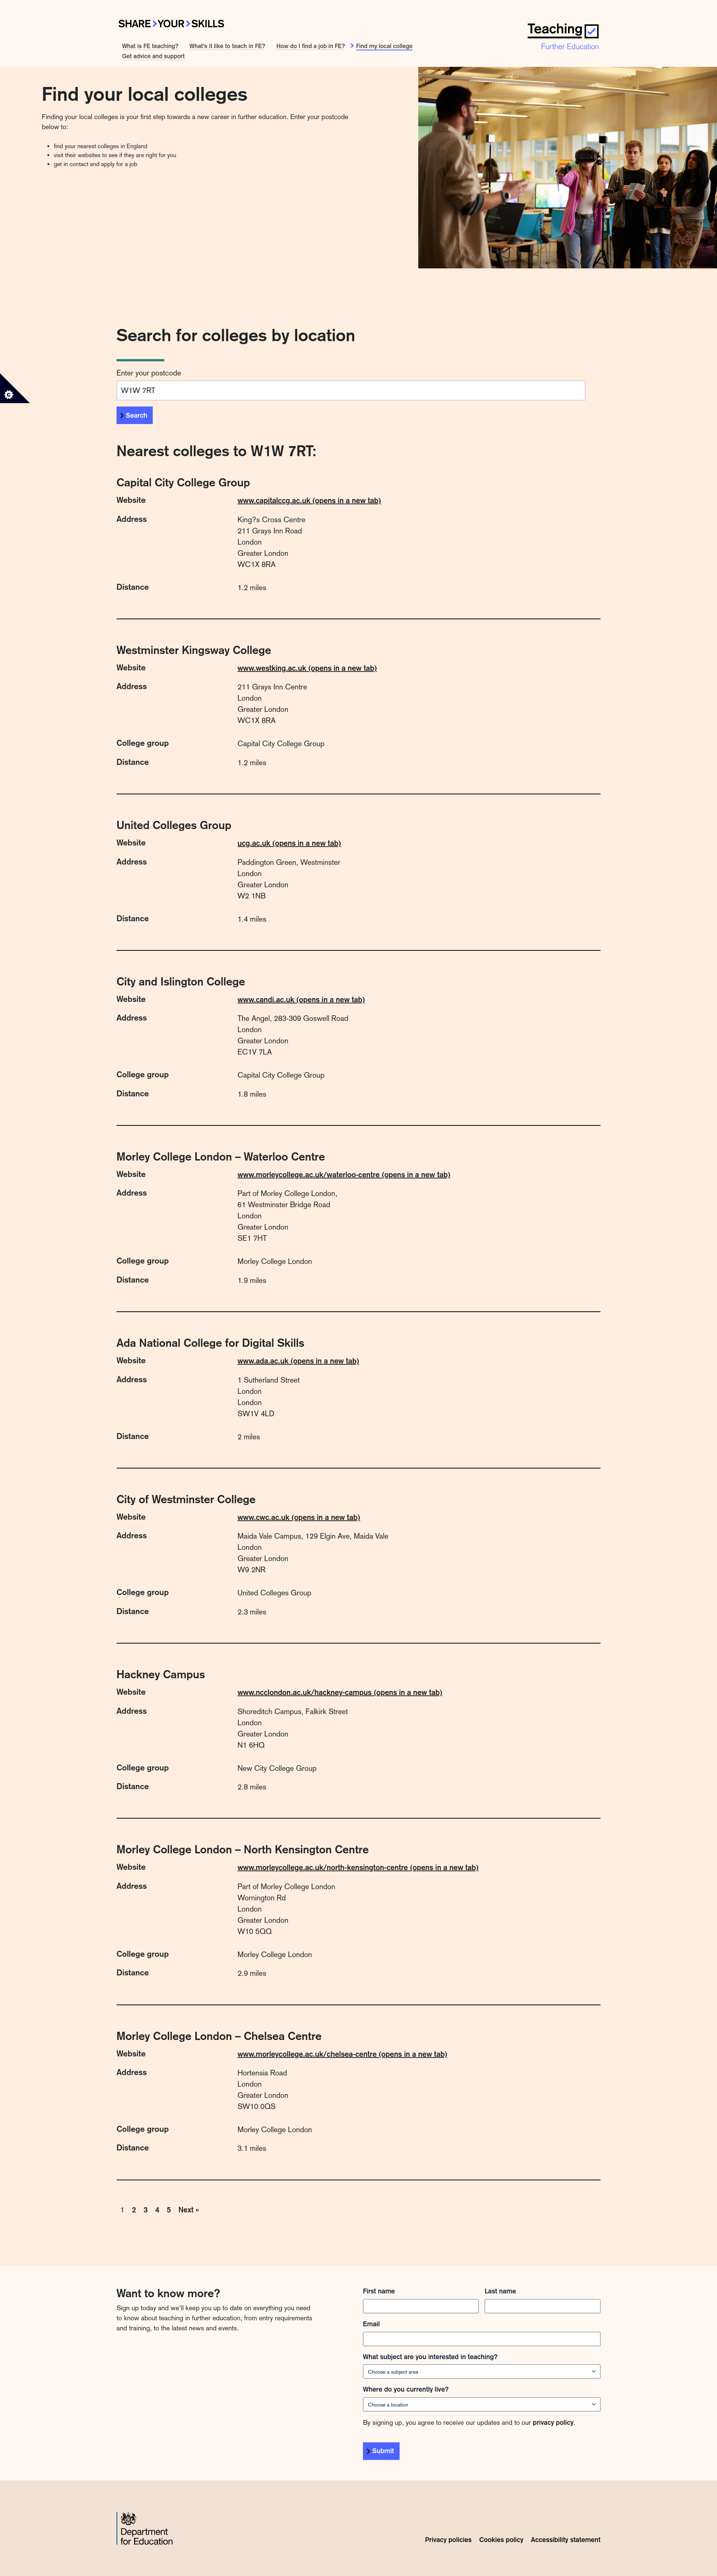 SHARE YOUR SKILLS
What is FE teaching? What's it like to teach in FE? How do I find a job in FE? Find my local college
Get advice and support
Teaching
Further Education
Find your local colleges
Finding your local colleges is your first step towards a new career in further education. Enter your postcode
below to:
• find your nearest colleges in England
• visit their websites to see if they are right for you
• get in contact and apply for a job
Search for colleges by location
Enter your postcode
W1W 7RT
Search
Nearest colleges to W1W 7RT:
Capital City College Group
Website www.capitalccg.ac.uk (opens in a new tab)
Address King?s Cross Centre
211 Grays Inn Road
London
Greater London
WC1X 8RA
Distance 1.2 miles
Westminster Kingsway College
Website www.westking.ac.uk (opens in a new tab)
Address 211 Grays Inn Centre
London
Greater London
WC1X 8RA
College group Capital City College Group
Distance 1.2 miles
United Colleges Group
Website ucg.ac.uk (opens in a new tab)
Address Paddington Green, Westminster
London
Greater London
W2 1NB
Distance 1.4 miles
City and Islington College
Website www.candi.ac.uk (opens in a new tab)
Address The Angel, 283-309 Goswell Road
London
Greater London
EC1V 7LA
College group Capital City College Group
Distance 1.8 miles
Morley College London – Waterloo Centre
Website www.morleycollege.ac.uk/waterloo-centre (opens in a new tab)
Address Part of Morley College London,
61 Westminster Bridge Road
London
Greater London
SE1 7HT
College group Morley College London
Distance 1.9 miles
Ada National College for Digital Skills
Website www.ada.ac.uk (opens in a new tab)
Address 1 Sutherland Street
London
London
SW1V 4LD
Distance 2 miles
City of Westminster College
Website www.cwc.ac.uk (opens in a new tab)
Address Maida Vale Campus, 129 Elgin Ave, Maida Vale
London
Greater London
W9 2NR
College group United Colleges Group
Distance 2.3 miles
Hackney Campus
Website www.ncclondon.ac.uk/hackney-campus (opens in a new tab)
Address Shoreditch Campus, Falkirk Street
London
Greater London
N1 6HQ
College group New City College Group
Distance 2.8 miles
Morley College London – North Kensington Centre
Website www.morleycollege.ac.uk/north-kensington-centre (opens in a new tab)
Address Part of Morley College London
Wornington Rd
London
Greater London
W10 5QQ
College group Morley College London
Distance 2.9 miles
Morley College London – Chelsea Centre
Website www.morleycollege.ac.uk/chelsea-centre (opens in a new tab)
Address Hortensia Road
London
Greater London
SW10 0QS
College group Morley College London
Distance 3.1 miles
1 2 3 4 5 Next »
Want to know more?
Sign up today and we'll keep you up to date on everything you need
to know about teaching in further education, from entry requirements
and training, to the latest news and events.
First name Last name
Email
What subject are you interested in teaching?
Choose a subject area
Where do you currently live?
Choose a location
By signing up, you agree to receive our updates and to our privacy policy.
Submit
Department
for Education
Privacy policies Cookies policy Accessibility statement